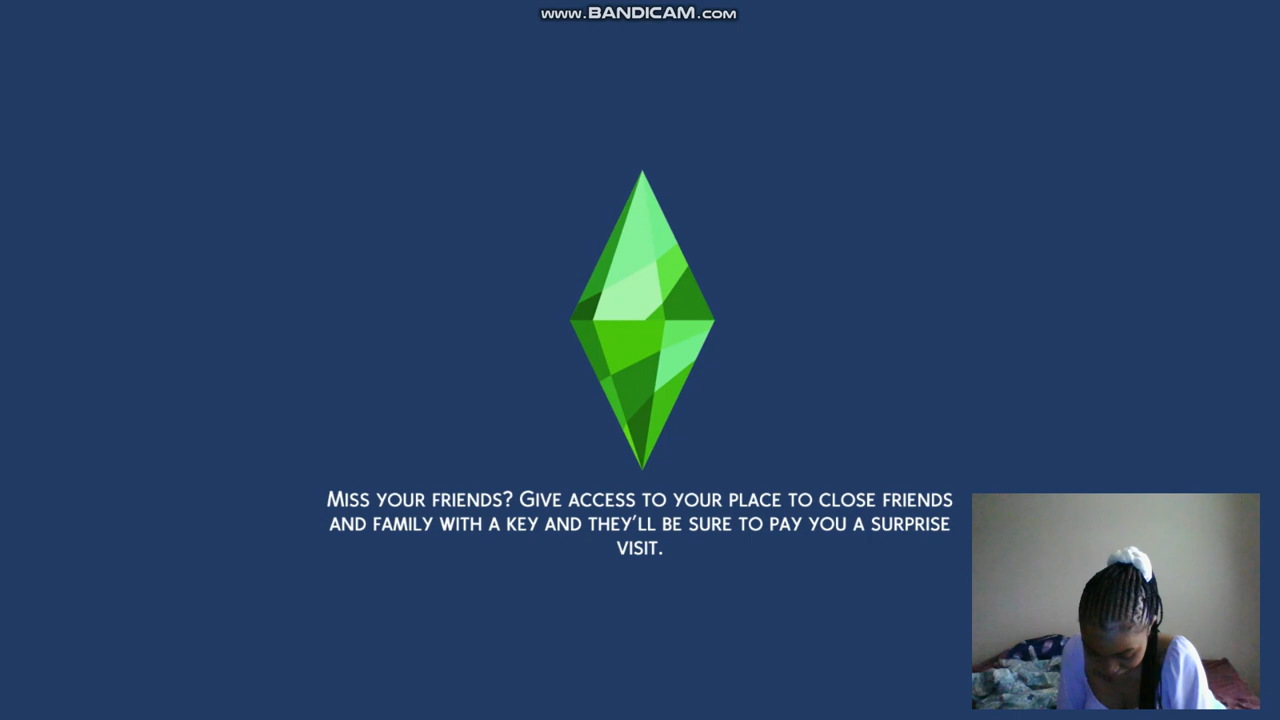 www.BANDICAM.com
Miss your friends? Give access to your place to close friends
and family with a key and they'll be sure to pay you a surprise
visit.